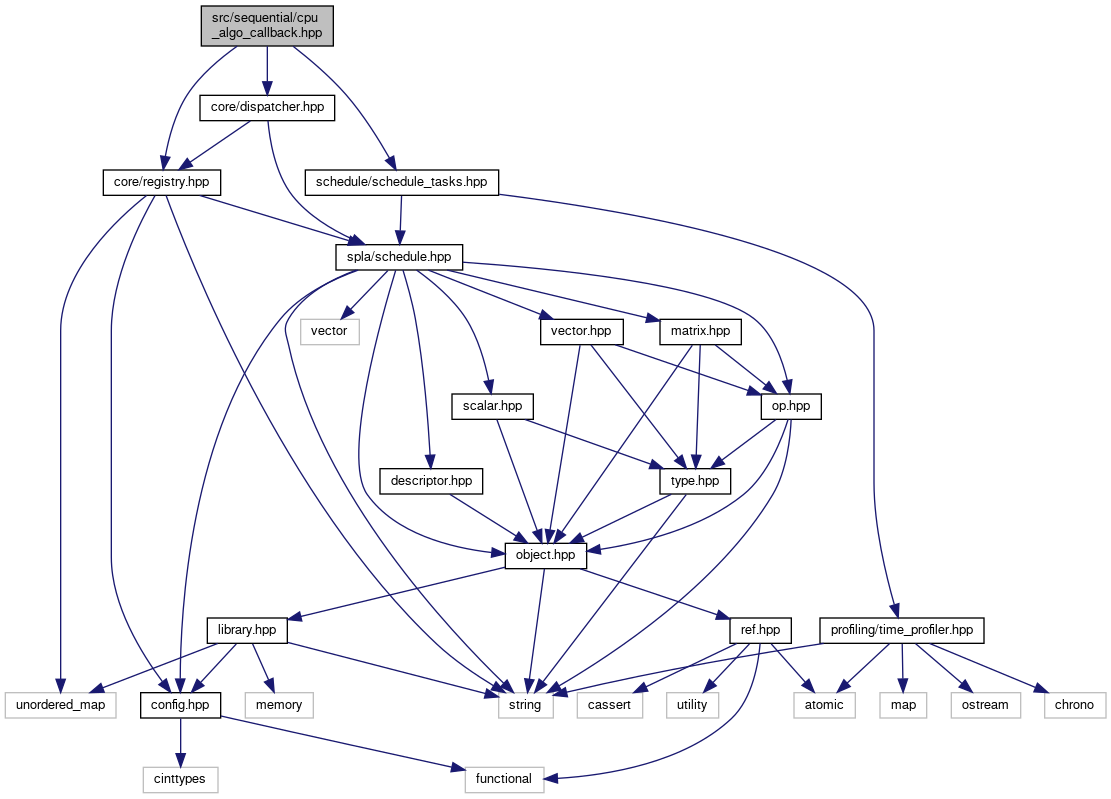 src/sequential/cpu
_algo_callback.hpp
core/dispatcher.hpp
core/registry.hpp
schedule/schedule_tasks.hpp
spla/schedule.hpp
vector
vector.hpp
matrix.hpp
scalar.hpp
op.hpp
descriptor.hpp
type.hpp
object.hpp
library.hpp
ref.hpp
profiling/time_profiler.hpp
unordered_map
config.hpp
memory
string
cassert
utility
atomic
map
ostream
chrono
cinttypes
functional